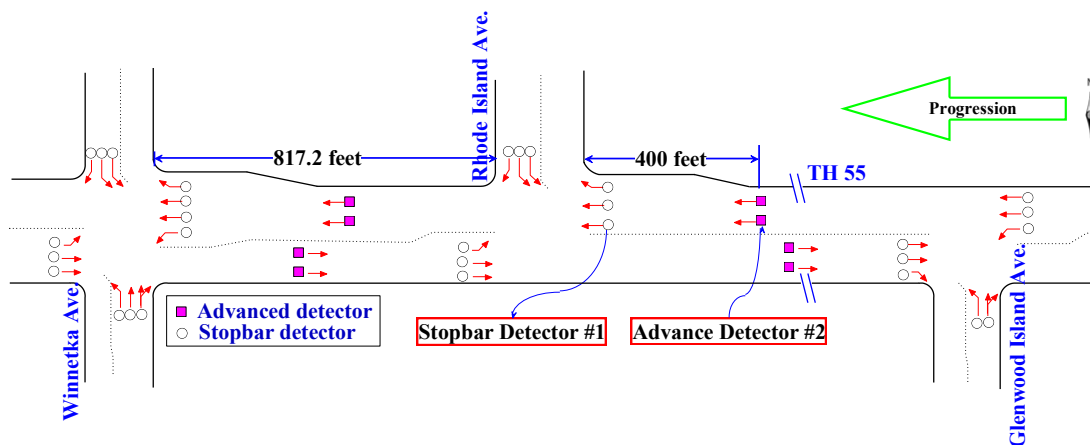 Rhode Island Ave.
Progression
817.2 feet
400 feet
TH 55
Advanced detector
Stopbar detector
Stopbar Detector #1
Advance Detector #2
Winnetka Ave.
Glenwood Island Ave.